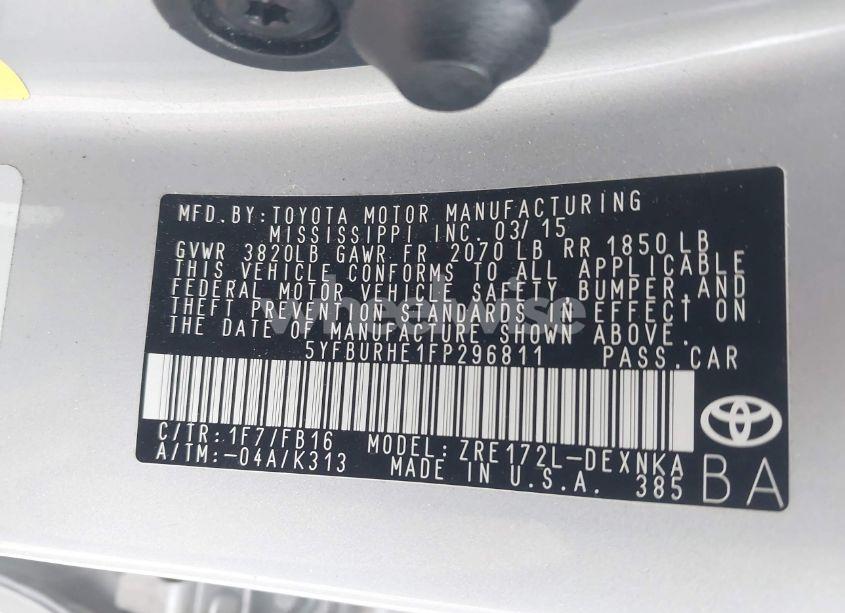 MFD.BY:TOYOTA MOTOR MANUFACTURING
MISSISSIPPI INC. 03/15
GVWR 3820LB GAWR FR 2070 LB RR 1850 LB
THIS VEHICLE CONFORMS TO ALL APPLICABLE
FEDERAL MOTOR VEHICLE SAFETY BUMPER,AND
THEFT PREVENTION STANDARDS IN EFFECT ON
THE DATE OF MANUFACTURE SHOWN ABOVE.
5YFBURHE1FP296811 PASS.CAR
C/TR:1F7/FB16 MODEL:ZRE172L-DEXNKA
A/TM:-04A/K313 MADE IN U.S.A. 385
BA
wheelwise